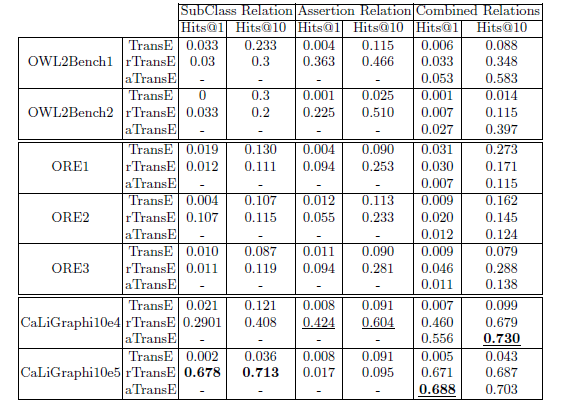 SubClass Relation Assertion Relation Combined Relations
Hits@1 Hits@10 Hits@1 Hits@10 Hits@1 Hits@10
TransE 0.033 0.233 0.004 0.115 0.006 0.088
OWL2Bench1 rTransE 0.03 0.3 0.363 0.466 0.033 0.348
aTransE - - - - 0.053 0.583
TransE 0 0.3 0.001 0.025 0.001 0.014
OWL2Bench2 rTransE 0.033 0.2 0.225 0.510 0.007 0.115
aTransE - - - - 0.027 0.397
TransE 0.019 0.130 0.004 0.090 0.031 0.273
ORE1 rTransE 0.012 0.111 0.094 0.253 0.030 0.171
aTransE - - - - 0.007 0.115
TransE 0.004 0.107 0.012 0.113 0.009 0.162
ORE2 rTransE 0.107 0.115 0.055 0.233 0.020 0.145
aTransE - - - - 0.012 0.124
TransE 0.010 0.087 0.011 0.090 0.009 0.079
ORE3 rTransE 0.011 0.119 0.094 0.281 0.046 0.288
aTransE - - - - 0.011 0.138
TransE 0.021 0.121 0.008 0.091 0.007 0.099
CaLiGraphi10e4 rTransE 0.2901 0.408 0.424 0.604 0.460 0.679
aTransE - - - - 0.556 0.730
TransE 0.002 0.036 0.008 0.091 0.005 0.043
CaLiGraphi10e5 rTransE 0.678 0.713 0.017 0.095 0.671 0.687
aTransE - - - - 0.688 0.703